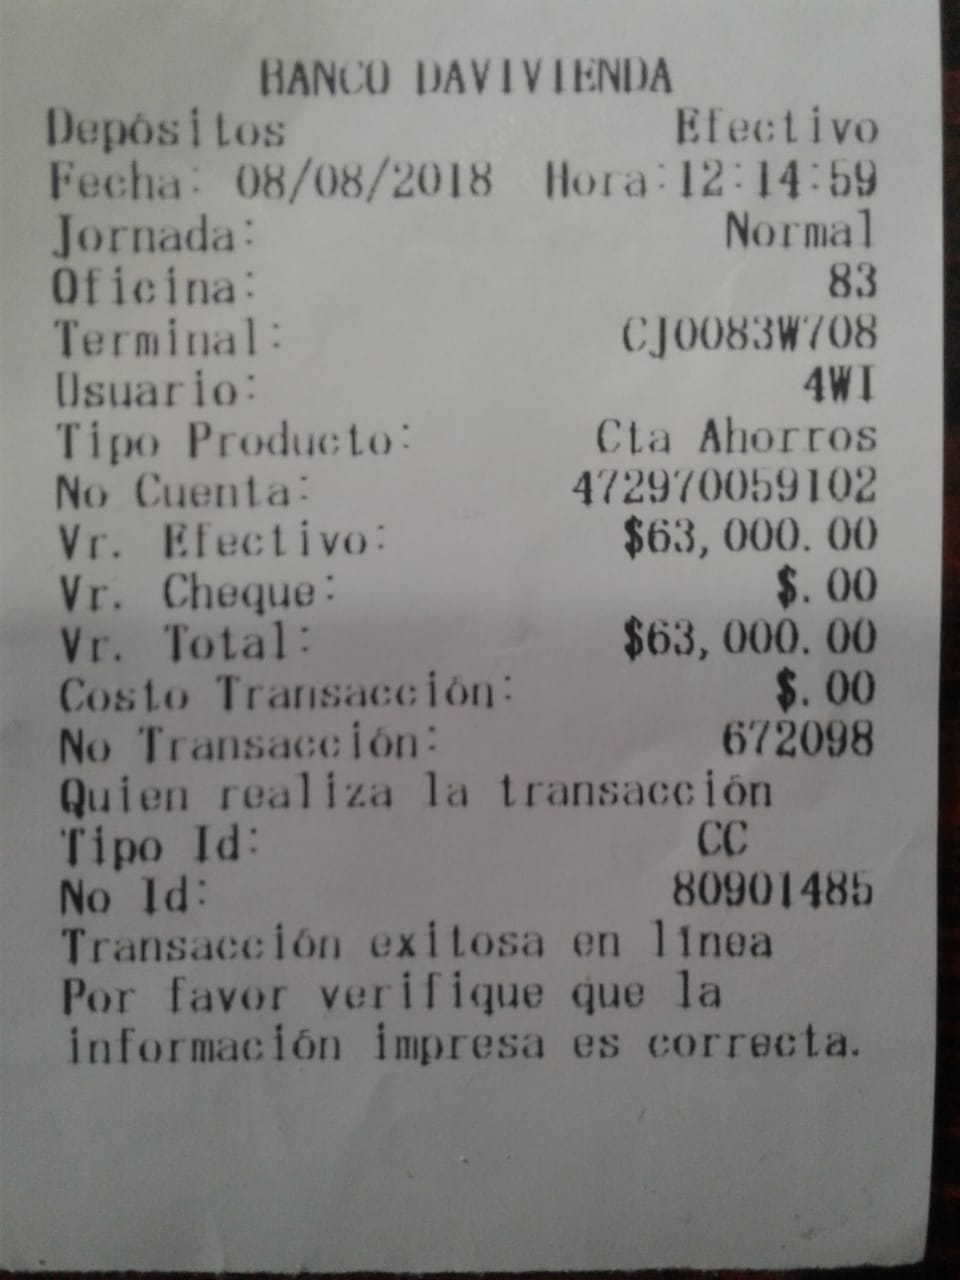 BANCO DAVIVIENDA
Depósitos Efectivo
Fecha: 08/08/2018 Hora:12:14:59
Jornada: Normal
Oficina: 83
Terminal: CJ0083W708
Usuario: 4WI
Tipo Producto: Cta Ahorros
No Cuenta: 472970059102
Vr. Efectivo: $63,000.00
Vr. Cheque: $.00
Vr. Total: $63,000.00
Costo Transacción: $.00
No Transacción: 672098
Quien realiza la transacción
Tipo Id: CC
No Id: 80901485
Transacción exitosa en línea
Por favor verifique que la
información impresa es correcta.